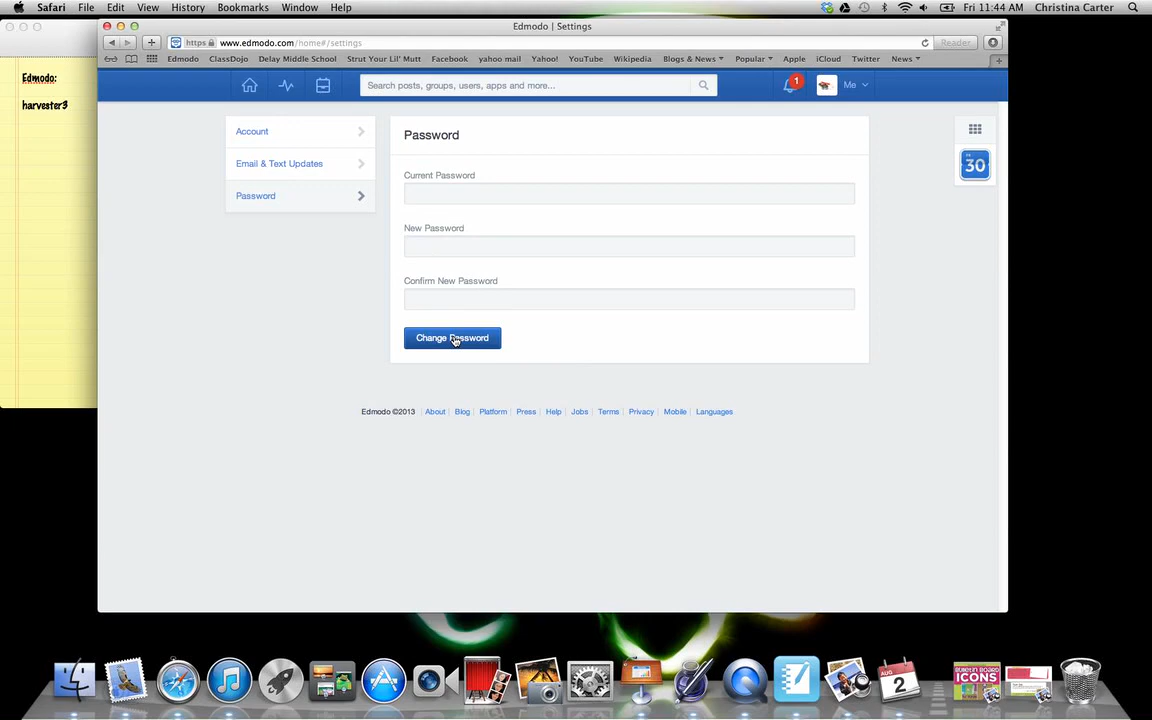 Safari File Edit View History Bookmarks Window Help Fri 11:44 AM Christina Carter
Edmodo | Settings
https www.edmodo.com/home#/settings Reader
Edmodo ClassDojo Delay Middle School Strut Your Lil' Mutt Facebook yahoo mail Yahoo! YouTube Wikipedia Blogs & News Popular Apple iCloud Twitter News
Edmodo:
harvester3
Search posts, groups, users, apps and more... 1 Me
Account
Email & Text Updates
Password
Password
Current Password
New Password
Confirm New Password
Change Password
30
Edmodo ©2013 About Blog Platform Press Help Jobs Terms Privacy Mobile Languages
AUG
2
BULLETIN BOARD
ICONS